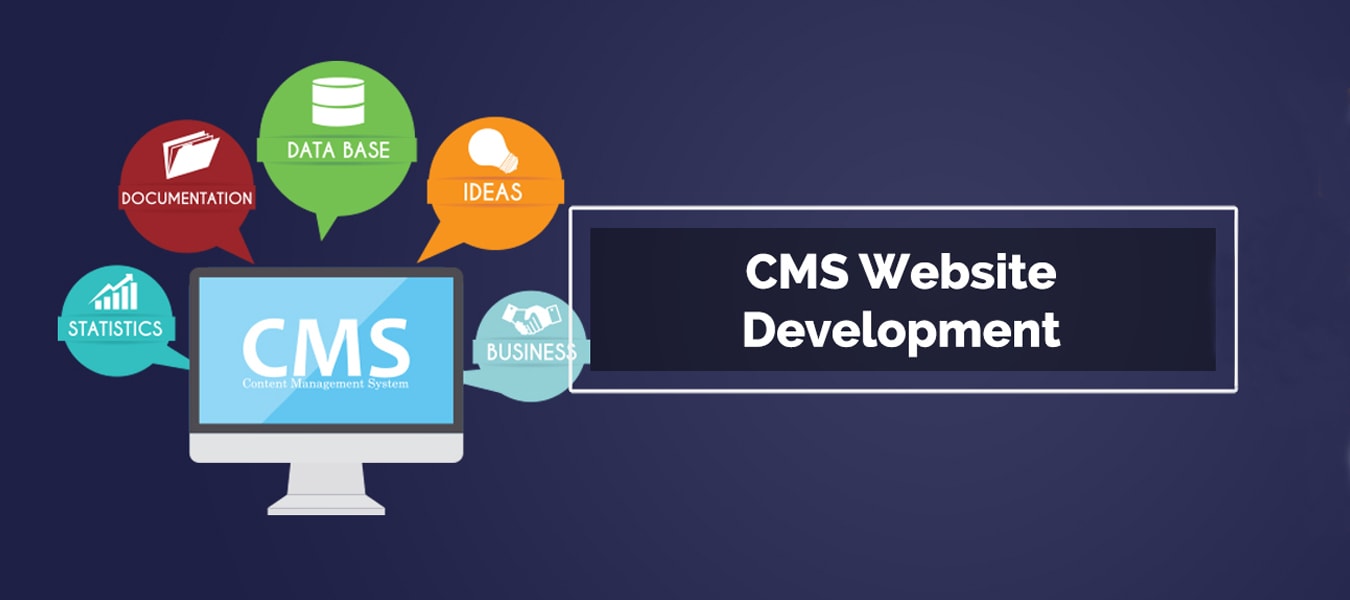 DATA BASE
DOCUMENTATION
IDEAS
STATISTICS
BUSINESS
CMS
Content Management System
CMS Website
Development